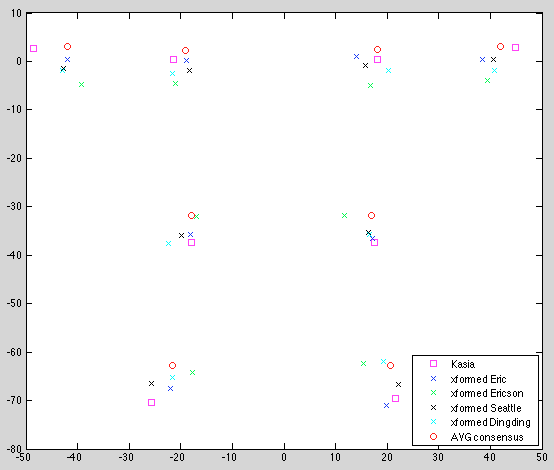 10
0
-10
-20
-30
-40
-50
-60
-70
-80
-50 -40 -30 -20 -10 0 10 20 30 40 50
Kasia
xformed Eric
xformed Ericson
xformed Seattle
xformed Dingding
AVG consensus